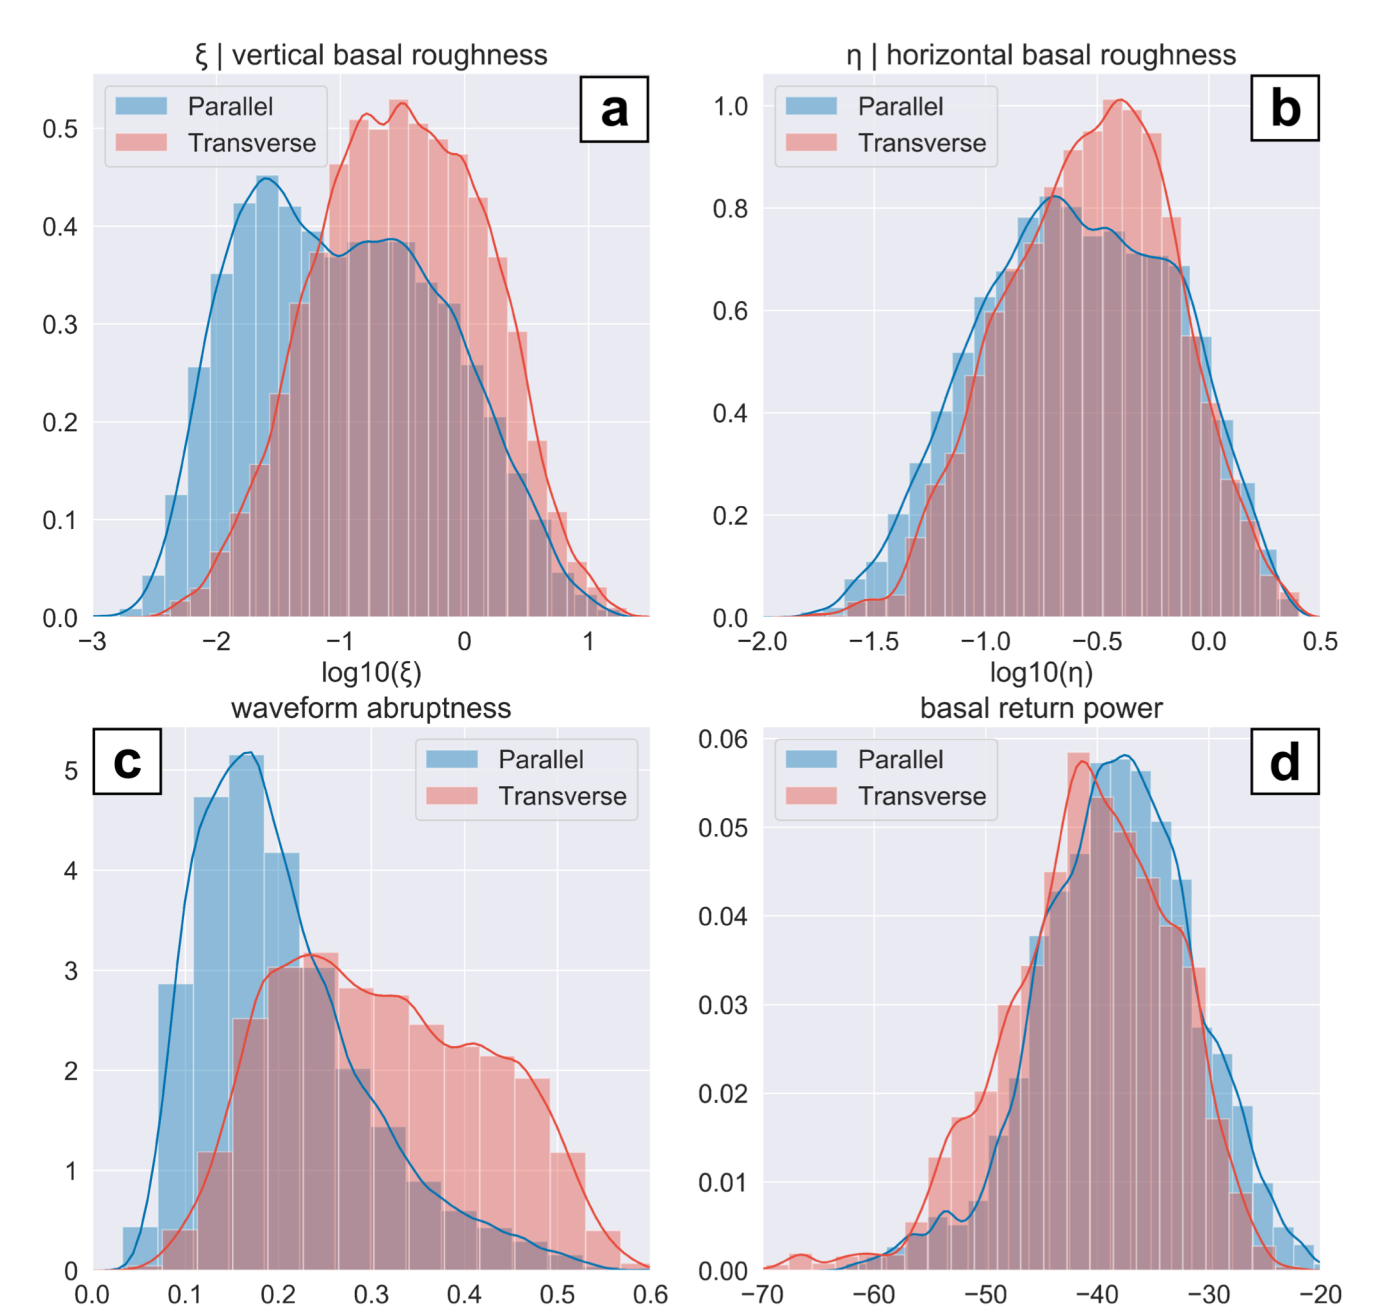 ξ | vertical basal roughness
a
Parallel
Transverse
0.5
0.4
0.3
0.2
0.1
0.0
−3 −2 −1 0 1
log10(ξ)
η | horizontal basal roughness
b
Parallel
Transverse
1.0
0.8
0.6
0.4
0.2
0.0
−2.0 −1.5 −1.0 −0.5 0.0 0.5
log10(η)
waveform abruptness
c
Parallel
Transverse
5
4
3
2
1
0
0.0 0.1 0.2 0.3 0.4 0.5 0.6
basal return power
d
Parallel
Transverse
0.06
0.05
0.04
0.03
0.02
0.01
0.00
−70 −60 −50 −40 −30 −20